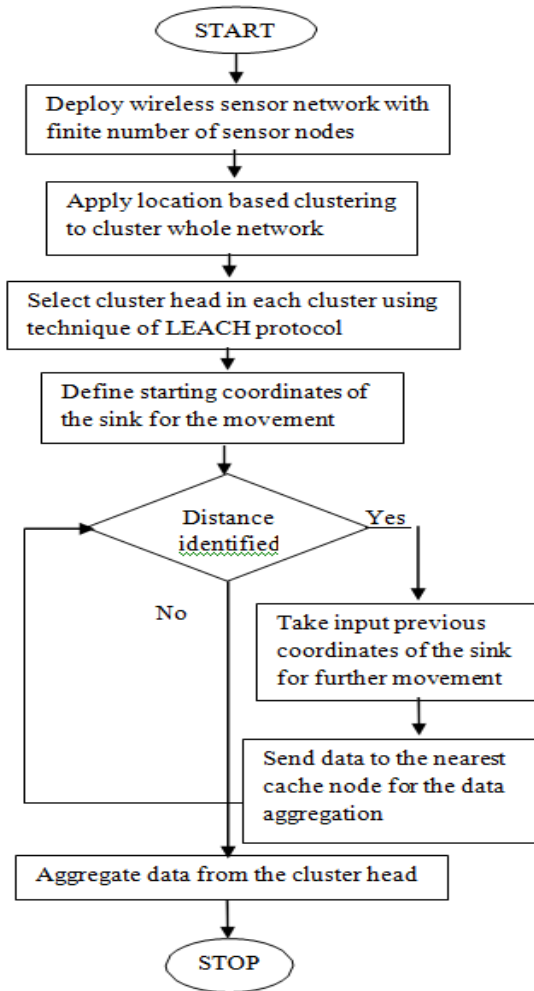 START
Deploy wireless sensor network with
finite number of sensor nodes
Apply location based clustering
to cluster whole network
Select cluster head in each cluster using
technique of LEACH protocol
Define starting coordinates of
the sink for the movement
Distance
identified
Yes
No
Take input previous
coordinates of the sink
for further movement
Send data to the nearest
cache node for the data
aggregation
Aggregate data from the cluster head
STOP